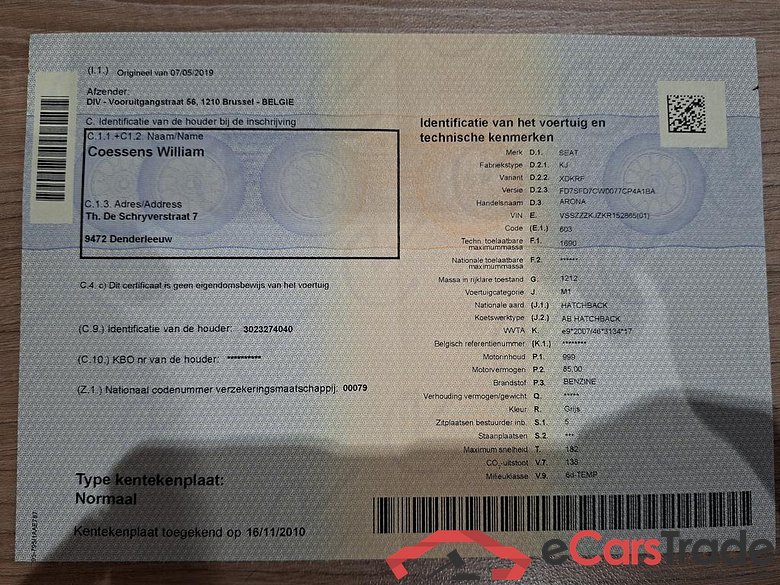 (I.1.) Origineel van 07/05/2019
Afzender:
DIV - Vooruitgangstraat 56, 1210 Brussel - BELGIE
C. Identificatie van de houder bij de inschrijving
C.1.1 +C1.2. Naam/Name
Coessens William
C.1.3. Adres/Address
Th. De Schryverstraat 7
9472 Denderleeuw
C.4. c) Dit certificaat is geen eigendomsbewijs van het voertuig
(C.9.) Identificatie van de houder: 3023274040
(C.10.) KBO nr van de houder: **********
(Z.1.) Nationaal codenummer verzekeringsmaatschappij: 00079
Type kentekenplaat:
Normaal
Kentekenplaat toegekend op 16/11/2010
Identificatie van het voertuig en
technische kenmerken
Merk D.1. SEAT
Fabriekstype D.2.1. KJ
Variant D.2.2. XDKRF
Versie D.2.3. FD7SFD7CW0077CP4A1BA
Handelsnaam D.3 ARONA
VIN E. VSSZZZKJZKR152865(01)
Code (E.1.) 603
Techn. toelaatbare
maximummassa F.1. 1690
Nationale toelaatbare
maximummassa F.2. ******
Massa in rijklare toestand G. 1212
Voertuigcategorie J. M1
Nationale aard (J.1.) HATCHBACK
Koetswerktype (J.2.) AB HATCHBACK
WVTA K. e9*2007/46*3134*17
Belgisch referentienummer (K.1.) ********
Motorinhoud P.1. 999
Motorvermogen P.2. 85,00
Brandstof P.3. BENZINE
Verhouding vermogen/gewicht Q. *****
Kleur R. Grijs
Zitplaatsen bestuurder inb. S.1. 5
Staanplaatsen S.2. ***
Maximum snelheid T. 182
CO₂-uitstoot V.7. 133
Milieuklasse V.9. 6d-TEMP
eCarsTrade